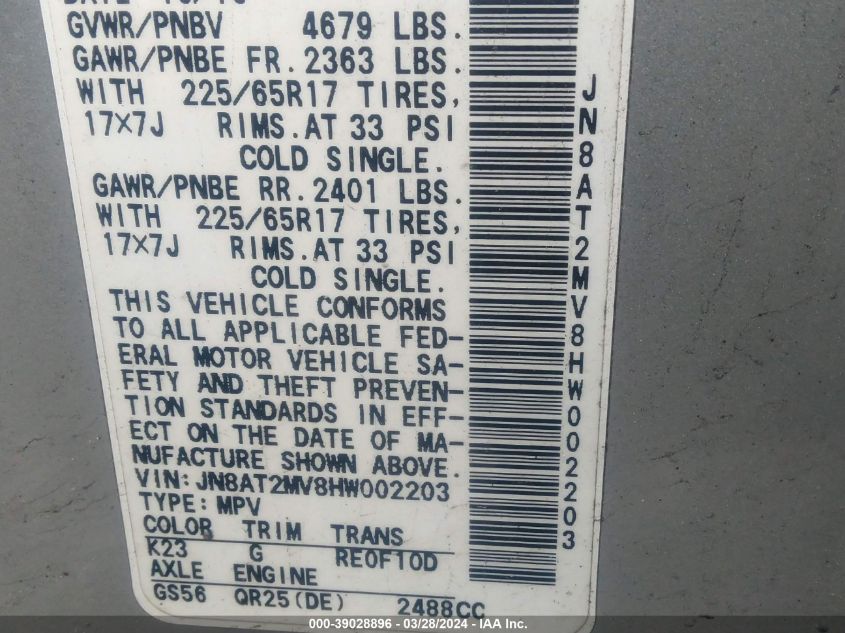 GVWR/PNBV 4679 LBS.
GAWR/PNBE FR. 2363 LBS.
WITH 225/65R17 TIRES,
17X7J RIMS. AT 33 PSI
COLD SINGLE.
GAWR/PNBE RR. 2401 LBS.
WITH 225/65R17 TIRES,
17X7J RIMS. AT 33 PSI
COLD SINGLE.
THIS VEHICLE CONFORMS
TO ALL APPLICABLE FED-
ERAL MOTOR VEHICLE SA-
FETY AND THEFT PREVEN-
TION STANDARDS IN EFF-
ECT ON THE DATE OF MA-
NUFACTURE SHOWN ABOVE.
VIN: JN8AT2MV8HW002203
TYPE: MPV
COLOR TRIM TRANS
K23 G RE0F10D
AXLE ENGINE
GS56 QR25(DE) 2488CC
JN8AT2MV8HW002203
000-39028896 - 03/28/2024 - IAA Inc.